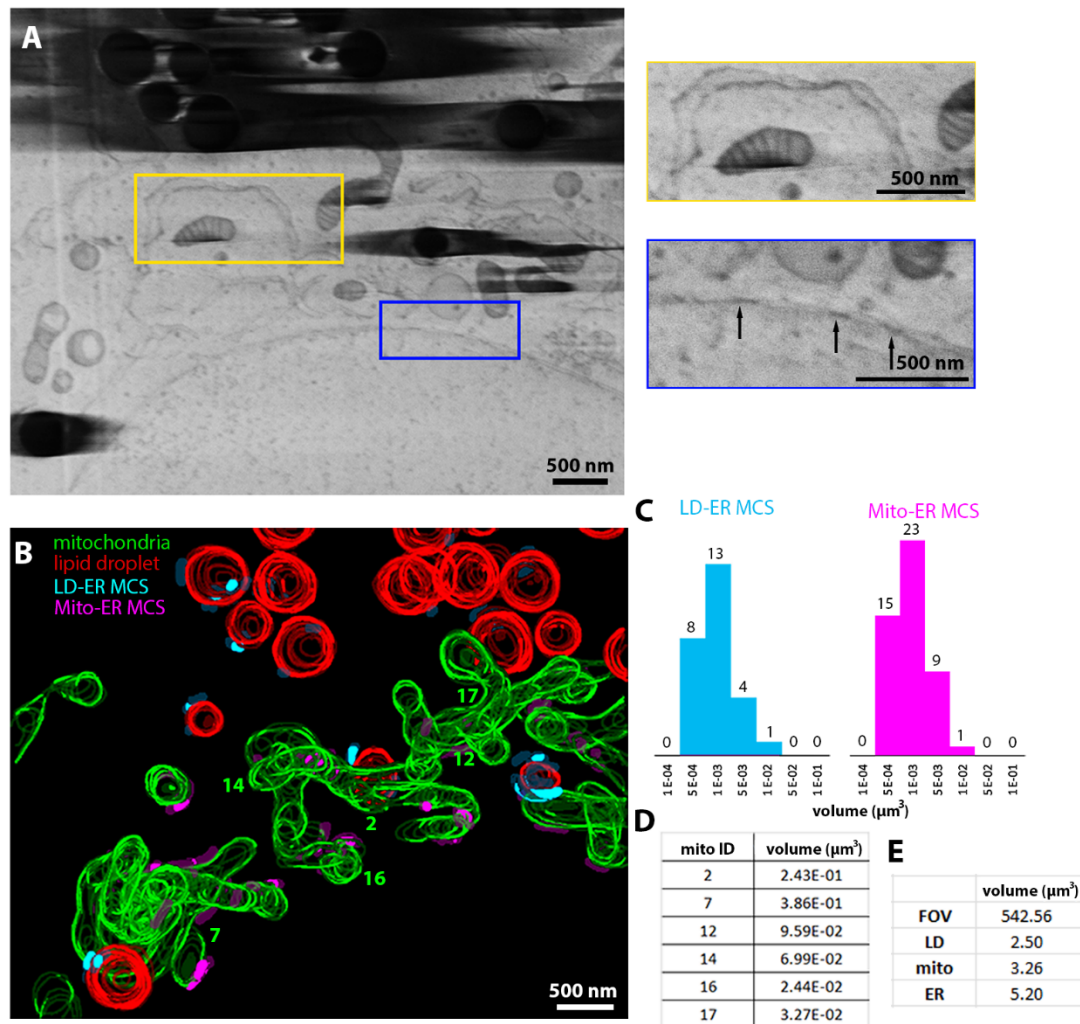 A
500 nm
500 nm
500 nm
B
mitochondria
lipid droplet
LD-ER MCS
Mito-ER MCS
17
12
14
2
16
7
500 nm
C
LD-ER MCS
Mito-ER MCS
0 8 13 4 1 0 0
0 15 23 9 1 0 0
1 E-04 5 E-04 1 E-03 5 E-03 1 E-02 5 E-02 1 E-01
1 E-04 5 E-04 1 E-03 5 E-03 1 E-02 5 E-02 1 E-01
volume (µm³)
D
mito ID volume (µm³)
2 2.43E-01
7 3.86E-01
12 9.59E-02
14 6.99E-02
16 2.44E-02
17 3.27E-02
E
volume (µm³)
FOV 542.56
LD 2.50
mito 3.26
ER 5.20